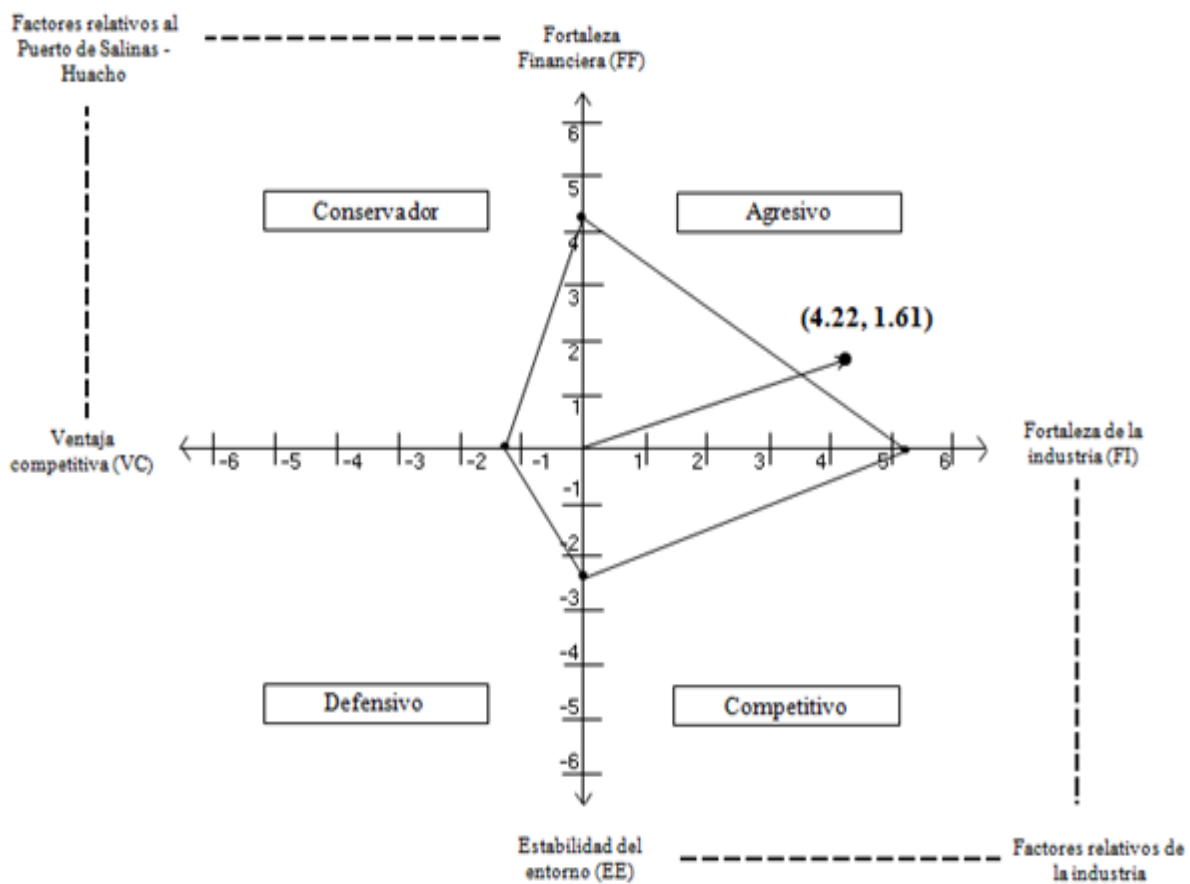 Factores relativos al
Puerto de Salinas -
Huacho
Fortaleza
Financiera (FF)
6
5
Conservador
Agresivo
4
3
(4.22, 1.61)
2
1
Ventaja
competitiva (VC)
Fortaleza de la
industria (FI)
-6 -5 -4 -3 -2 -1 1 2 3 4 5 6
-1
-2
-3
-4
Defensivo
Competitivo
-5
-6
Estabilidad del
entorno (EE)
Factores relativos de
la industria